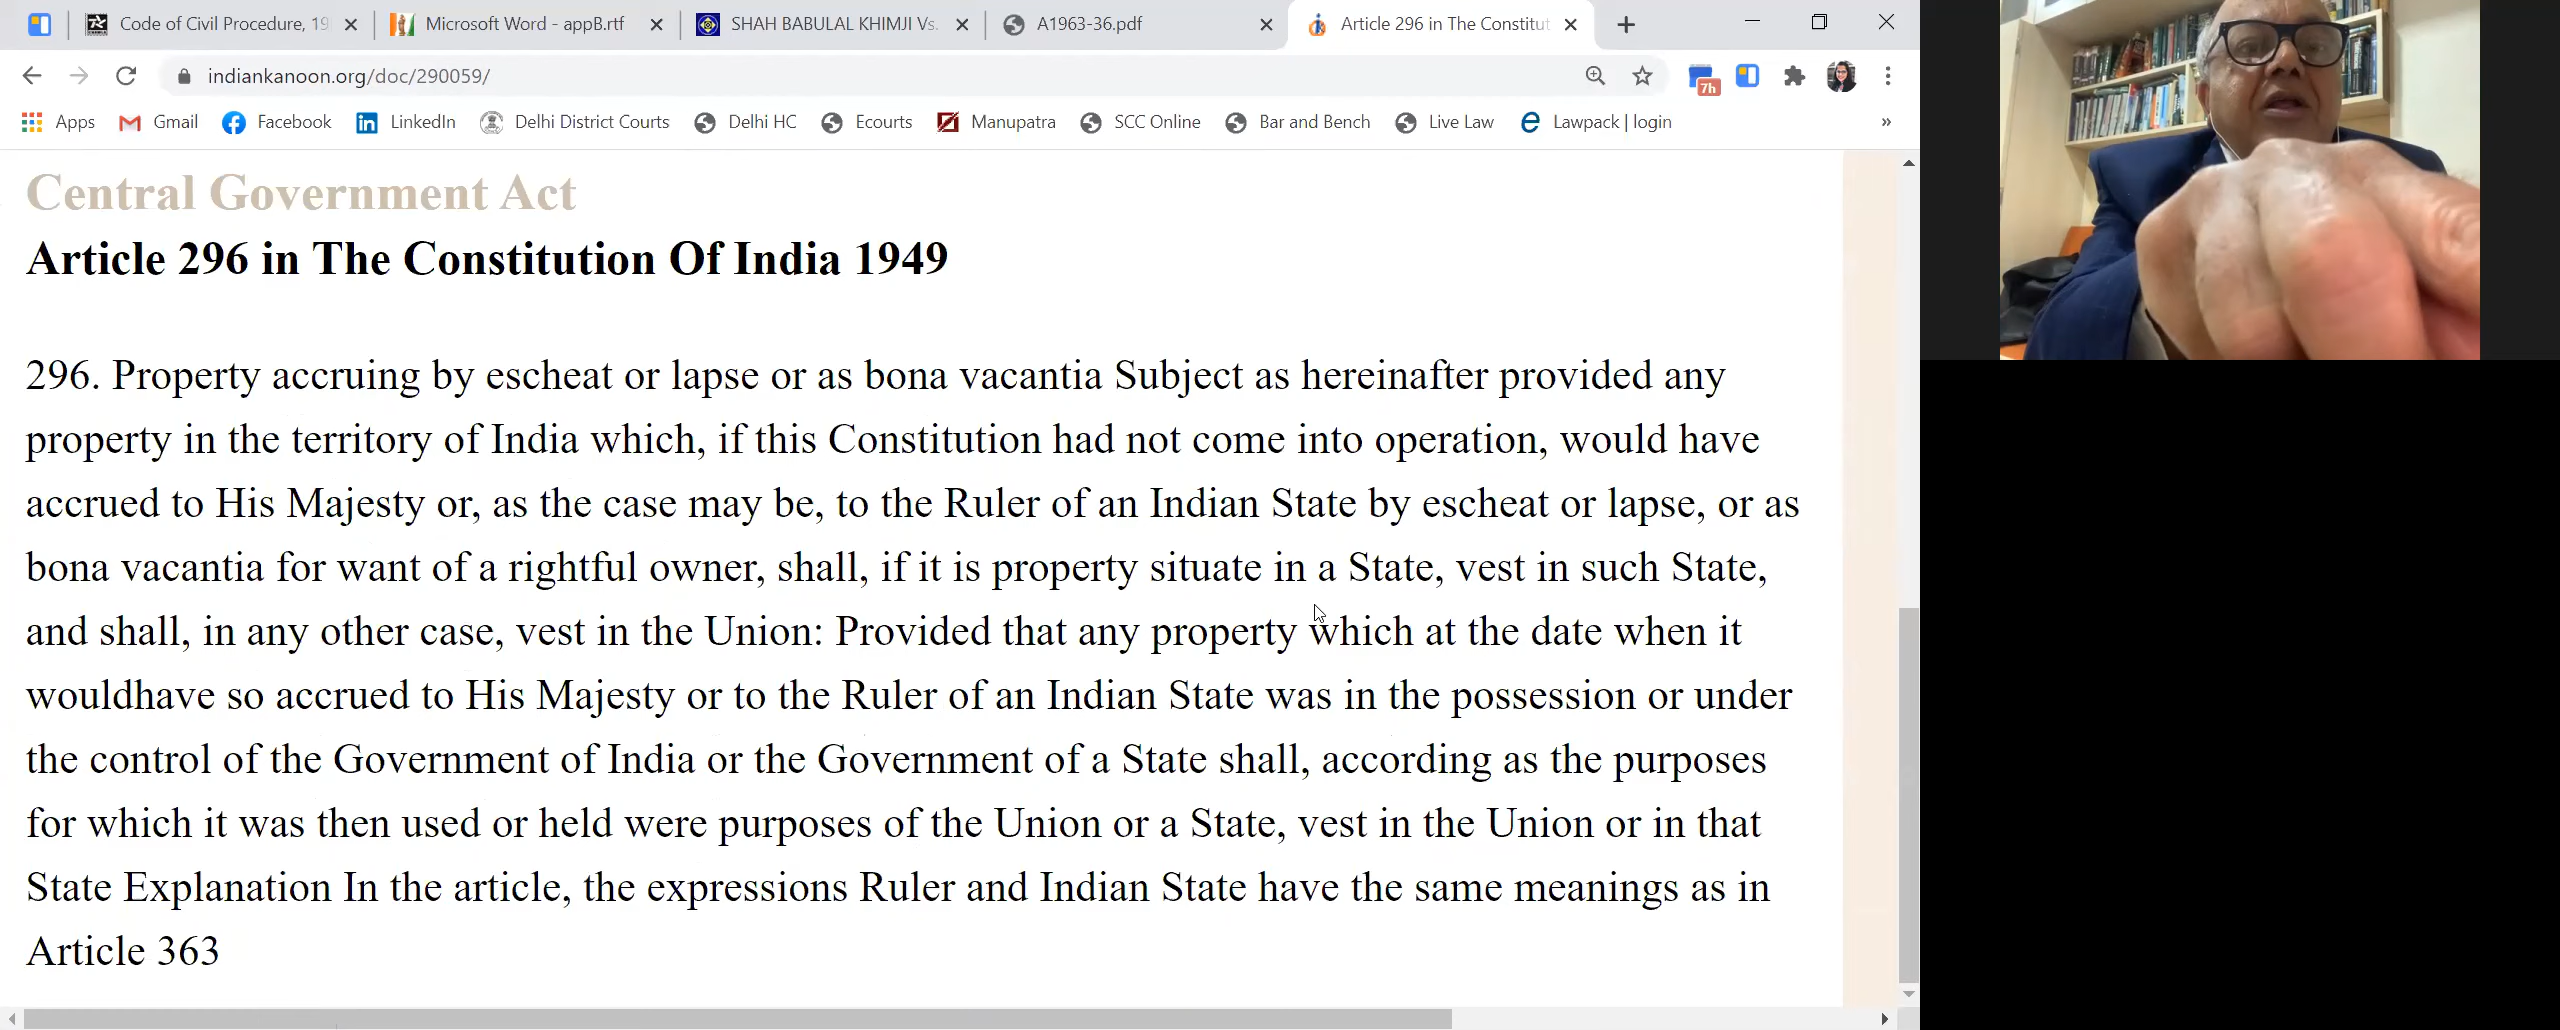 Code of Civil Procedure, 19
Microsoft Word - appB.rtf
SHAH BABULAL KHIMJI Vs.
A1963-36.pdf
Article 296 in The Constitut
indiankanoon.org/doc/290059/
7h
Apps
Gmail
Facebook
LinkedIn
Delhi District Courts
Delhi HC
Ecourts
Manupatra
SCC Online
Bar and Bench
Live Law
Lawpack | login
»
Central Government Act
Article 296 in The Constitution Of India 1949
296. Property accruing by escheat or lapse or as bona vacantia Subject as hereinafter provided any
property in the territory of India which, if this Constitution had not come into operation, would have
accrued to His Majesty or, as the case may be, to the Ruler of an Indian State by escheat or lapse, or as
bona vacantia for want of a rightful owner, shall, if it is property situate in a State, vest in such State,
and shall, in any other case, vest in the Union: Provided that any property which at the date when it
wouldhave so accrued to His Majesty or to the Ruler of an Indian State was in the possession or under
the control of the Government of India or the Government of a State shall, according as the purposes
for which it was then used or held were purposes of the Union or a State, vest in the Union or in that
State Explanation In the article, the expressions Ruler and Indian State have the same meanings as in
Article 363